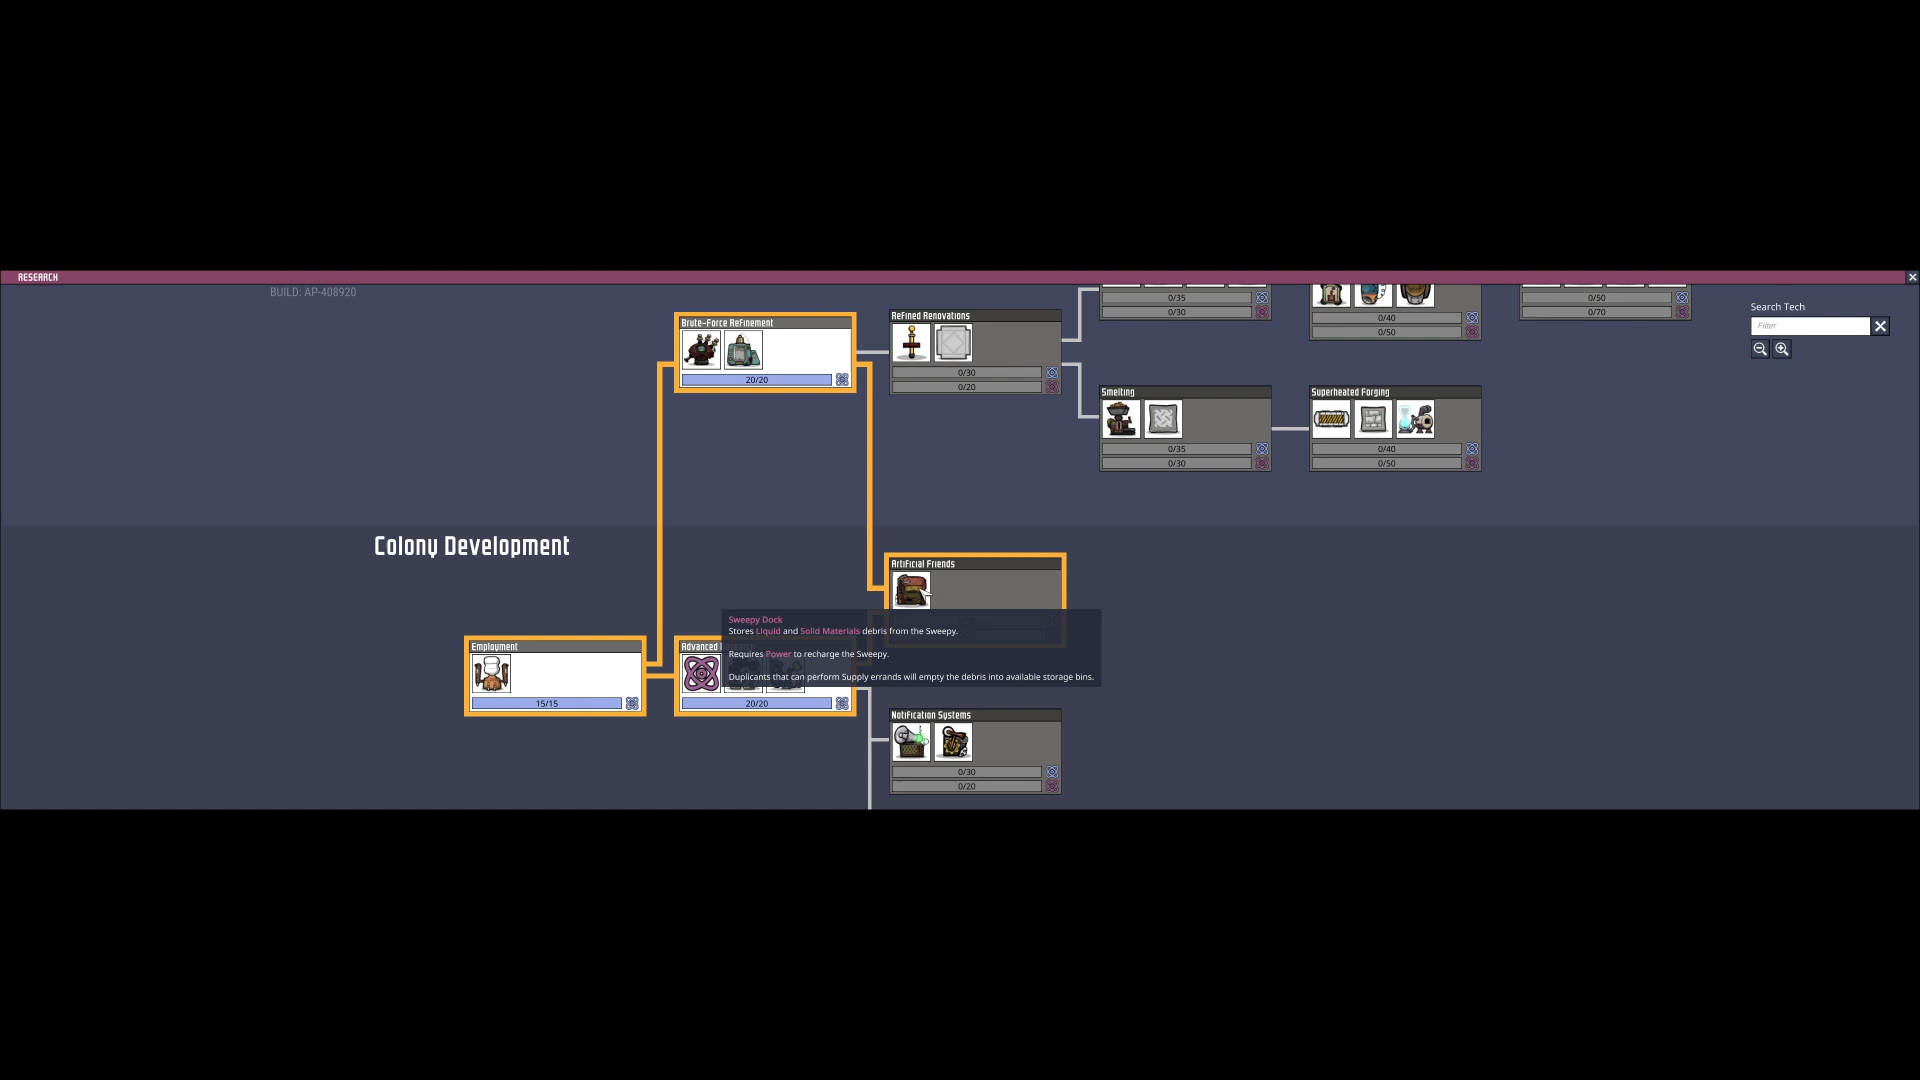 RESEARCH
BUILD: AP-408920
Search Tech
Filter
Brute-Force Refinement
20/20
Refined Renovations
0/30
0/20
0/35
0/30
0/40
0/50
0/50
0/70
Smelting
0/35
0/30
Superheated Forging
0/40
0/50
Colony Development
Artificial Friends
Sweepy Dock
Stores Liquid and Solid Materials debris from the Sweepy.
Requires Power to recharge the Sweepy.
Duplicants that can perform Supply errands will empty the debris into available storage bins.
Employment
15/15
Advanced
20/20
Notification Systems
0/30
0/20